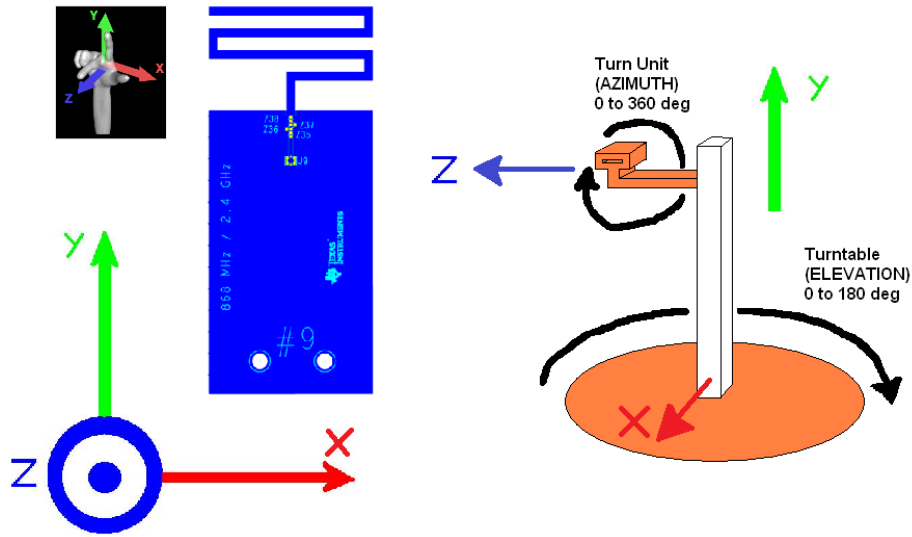 Y
X
Z
Z38
Z36
Z37
Z35
J9
868 MHz / 2.4 GHz
TEXAS
INSTRUMENTS
#9
Y
X
Z
Turn Unit
(AZIMUTH)
0 to 360 deg
Y
Z
Turntable
(ELEVATION)
0 to 180 deg
X